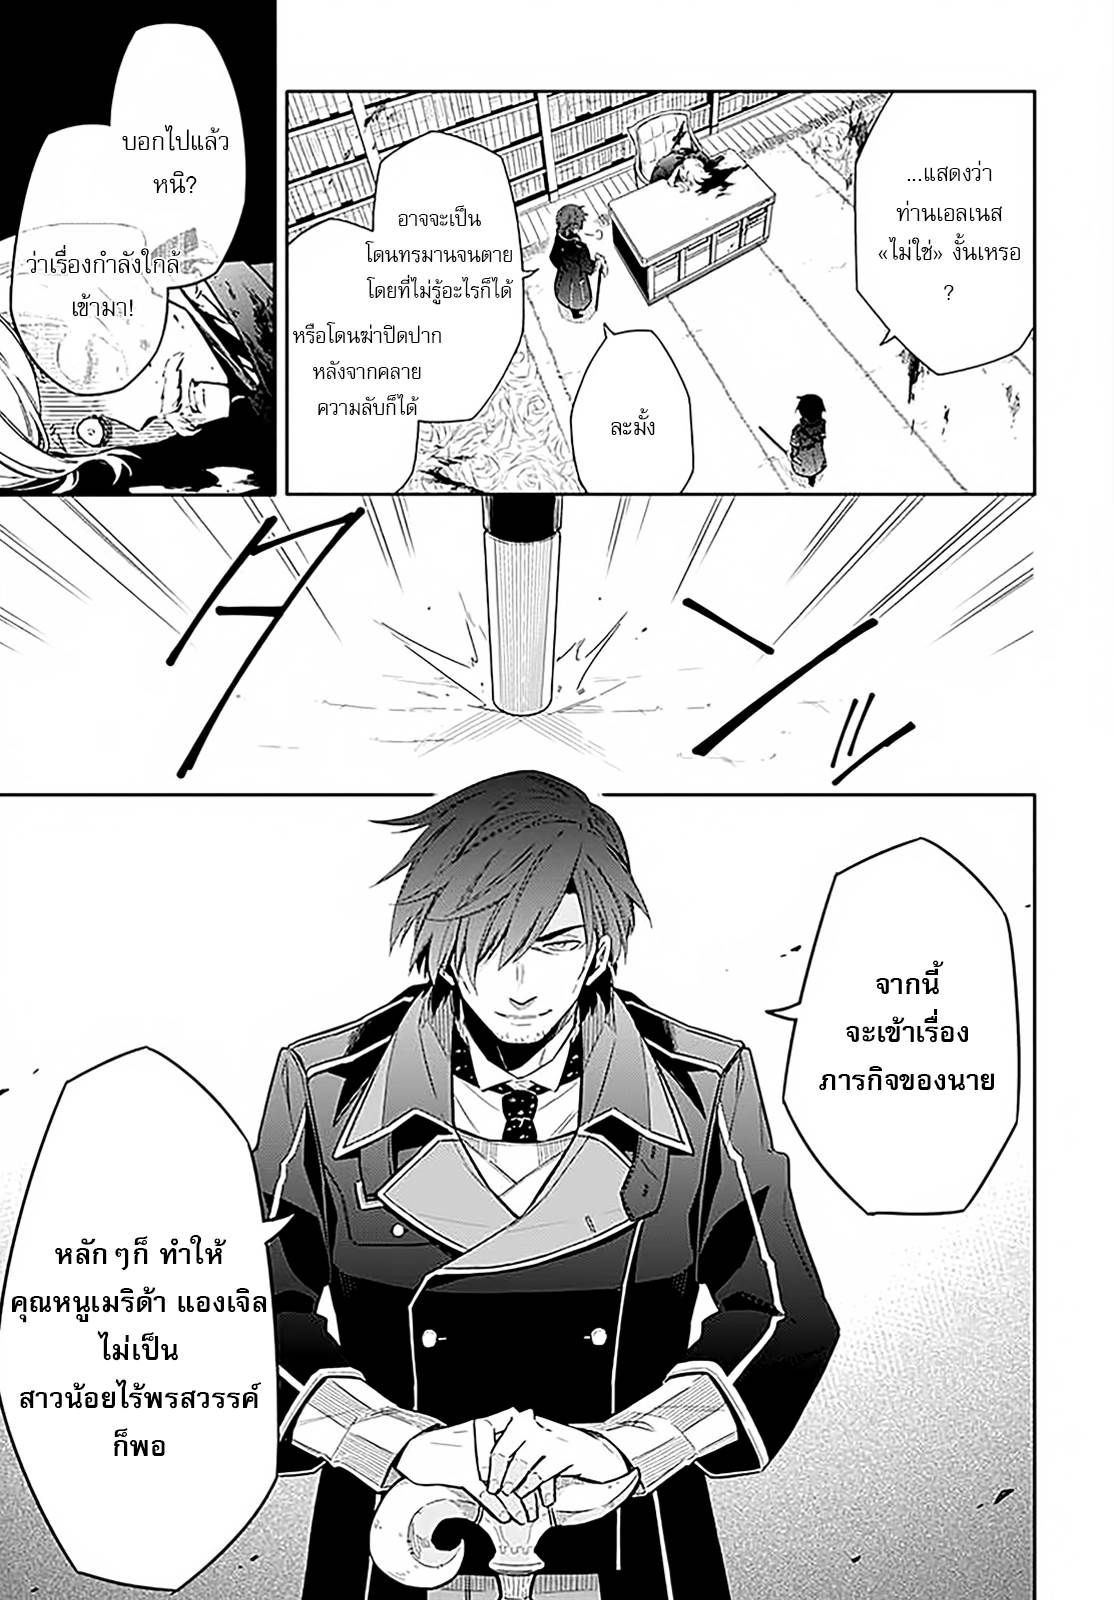 ...แสดงว่า
ท่านเอลเนส
«ไม่ใช่» งั้นเหรอ
?
ละมั้ง
อาจจะเป็น
โดนทรมานจนตาย
โดยที่ไม่รู้อะไรก็ได้
หรือโดนฆ่าปิดปาก
หลังจากคลาย
ความลับก็ได้
บอกไปแล้ว
หนิ?
ว่าเรื่องกำลังใกล้
เข้ามา!
ターン
จากนี้
จะเข้าเรื่อง
ภารกิจของนาย
หลักๆก็ ทำให้
คุณหนูเมริด้า แองเจิล
ไม่เป็น
สาวน้อยไร้พรสวรรค์
ก็พอ